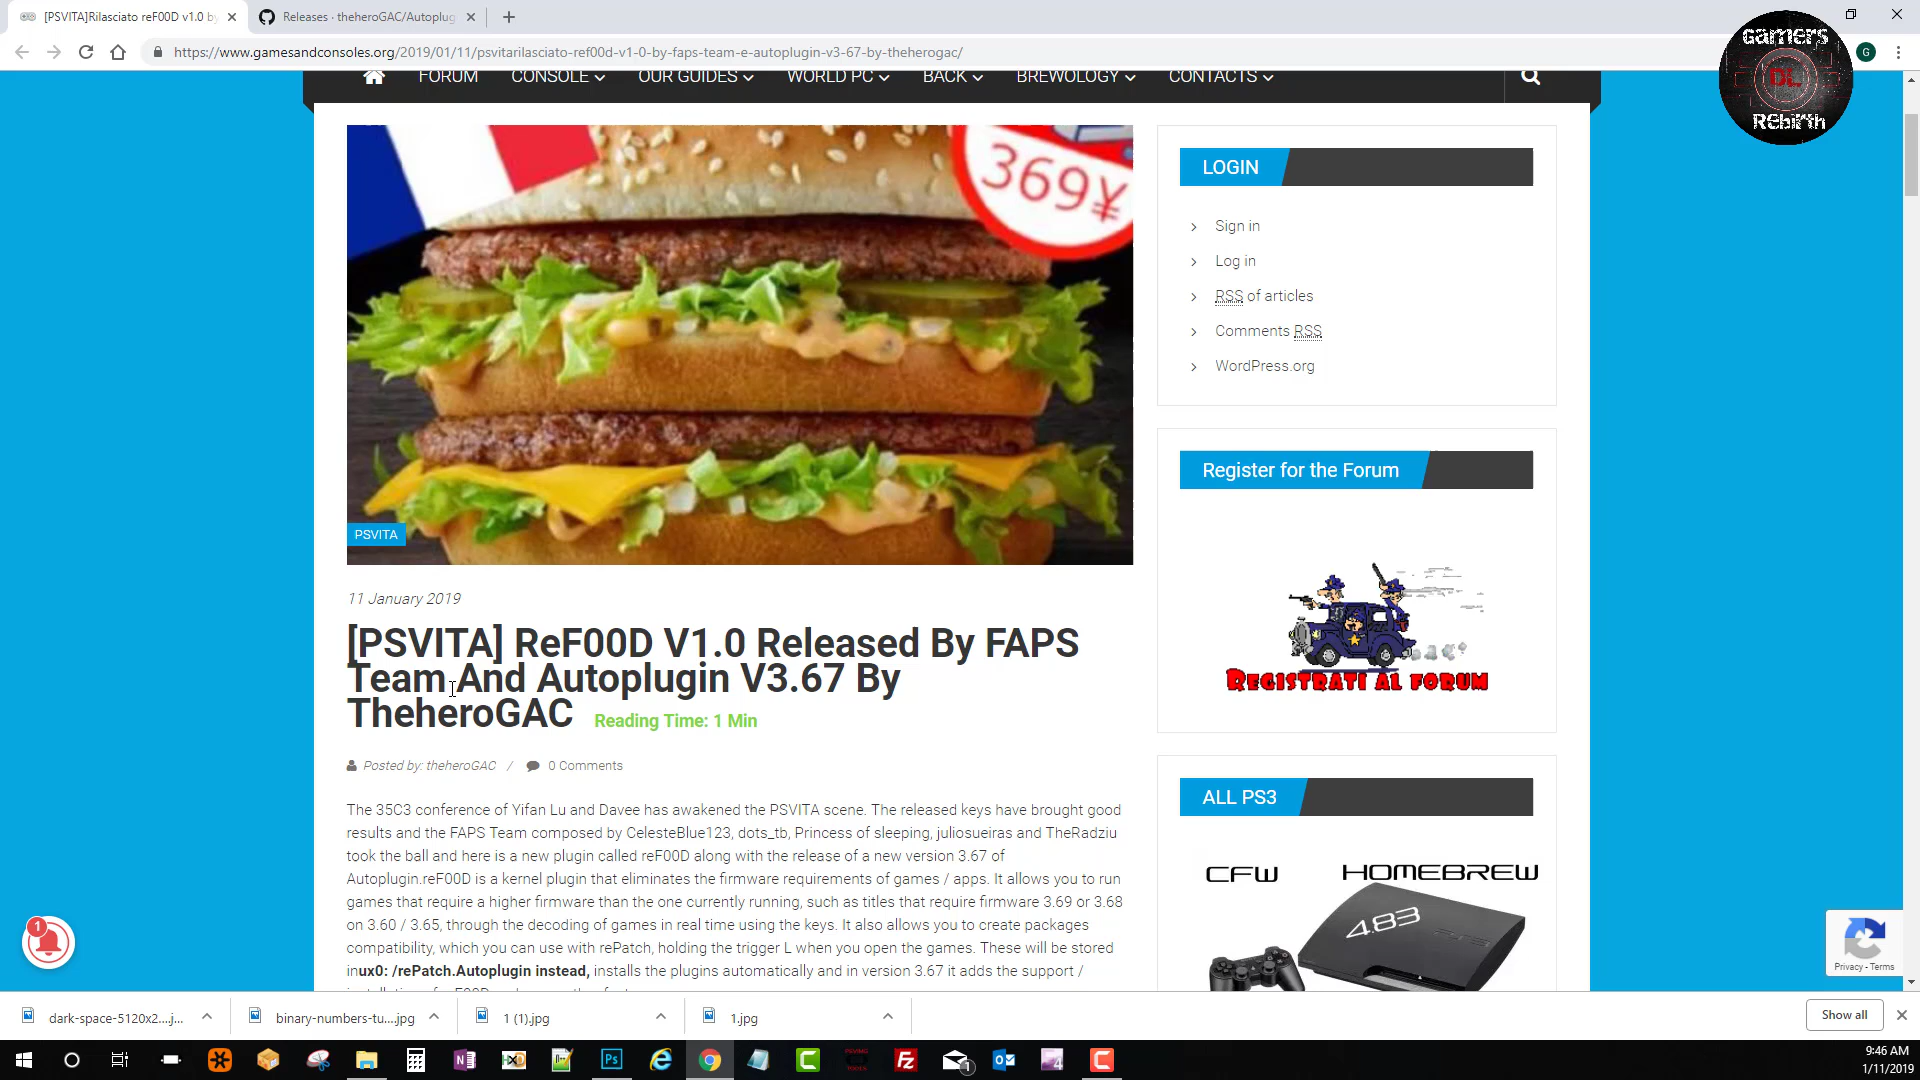 [PSVITA]Rilasciato reF00D v1.0 by
Releases · theheroGAC/Autoplug
https://www.gamesandconsoles.org/2019/01/11/psvitarilasciato-ref00d-v1-0-by-faps-team-e-autoplugin-v3-67-by-theherogac/
G
GAMERS
DL
REBIRTH
FORUM CONSOLE OUR GUIDES WORLD PC BACK BREWOLOGY CONTACTS
369¥
PSVITA
11 January 2019
[PSVITA] ReF00D V1.0 Released By FAPS
Team And Autoplugin V3.67 By
TheheroGAC Reading Time: 1 Min
Posted by: theheroGAC / 0 Comments
The 35C3 conference of Yifan Lu and Davee has awakened the PSVITA scene. The released keys have brought good
results and the FAPS Team composed by CelesteBlue123, dots_tb, Princess of sleeping, juliosueiras and TheRadziu
took the ball and here is a new plugin called reF00D along with the release of a new version 3.67 of
Autoplugin.reF00D is a kernel plugin that eliminates the firmware requirements of games / apps. It allows you to run
games that require a higher firmware than the one currently running, such as titles that require firmware 3.69 or 3.68
on 3.60 / 3.65, through the decoding of games in real time using the keys. It also allows you to create packages
compatibility, which you can use with rePatch, holding the trigger L when you open the games. These will be stored
inux0: /rePatch.Autoplugin instead, installs the plugins automatically and in version 3.67 it adds the support /
LOGIN
Sign in
Log in
RSS of articles
Comments RSS
WordPress.org
Register for the Forum
REGISTRATI AL FORUM
ALL PS3
CFW HOMEBREW
4.83
1
Privacy - Terms
dark-space-5120x2....j...
binary-numbers-tu....jpg
1 (1).jpg
1.jpg
Show all
9:46 AM
1/11/2019